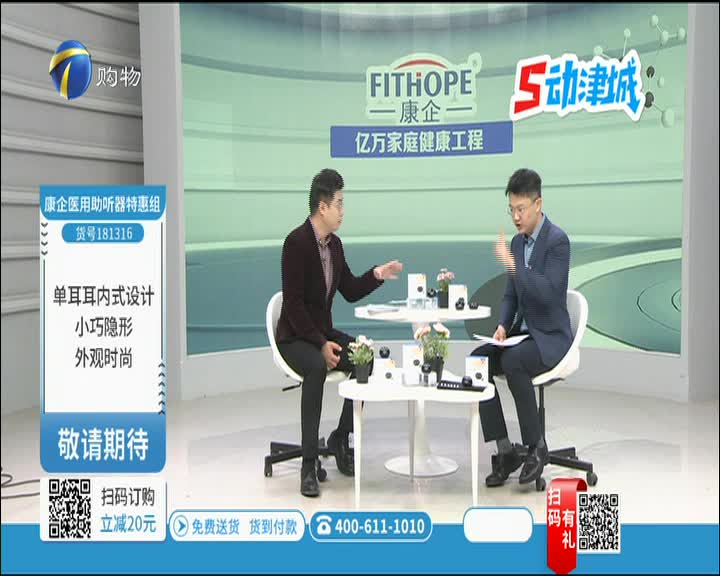 购物
FITHOPE
康企
亿万家庭健康工程
5动津城
康企医用助听器特惠组
货号181316
单耳耳内式设计
小巧隐形
外观时尚
敬请期待
扫码订购
立减20元
免费送货 货到付款
400-611-1010
扫码
有礼